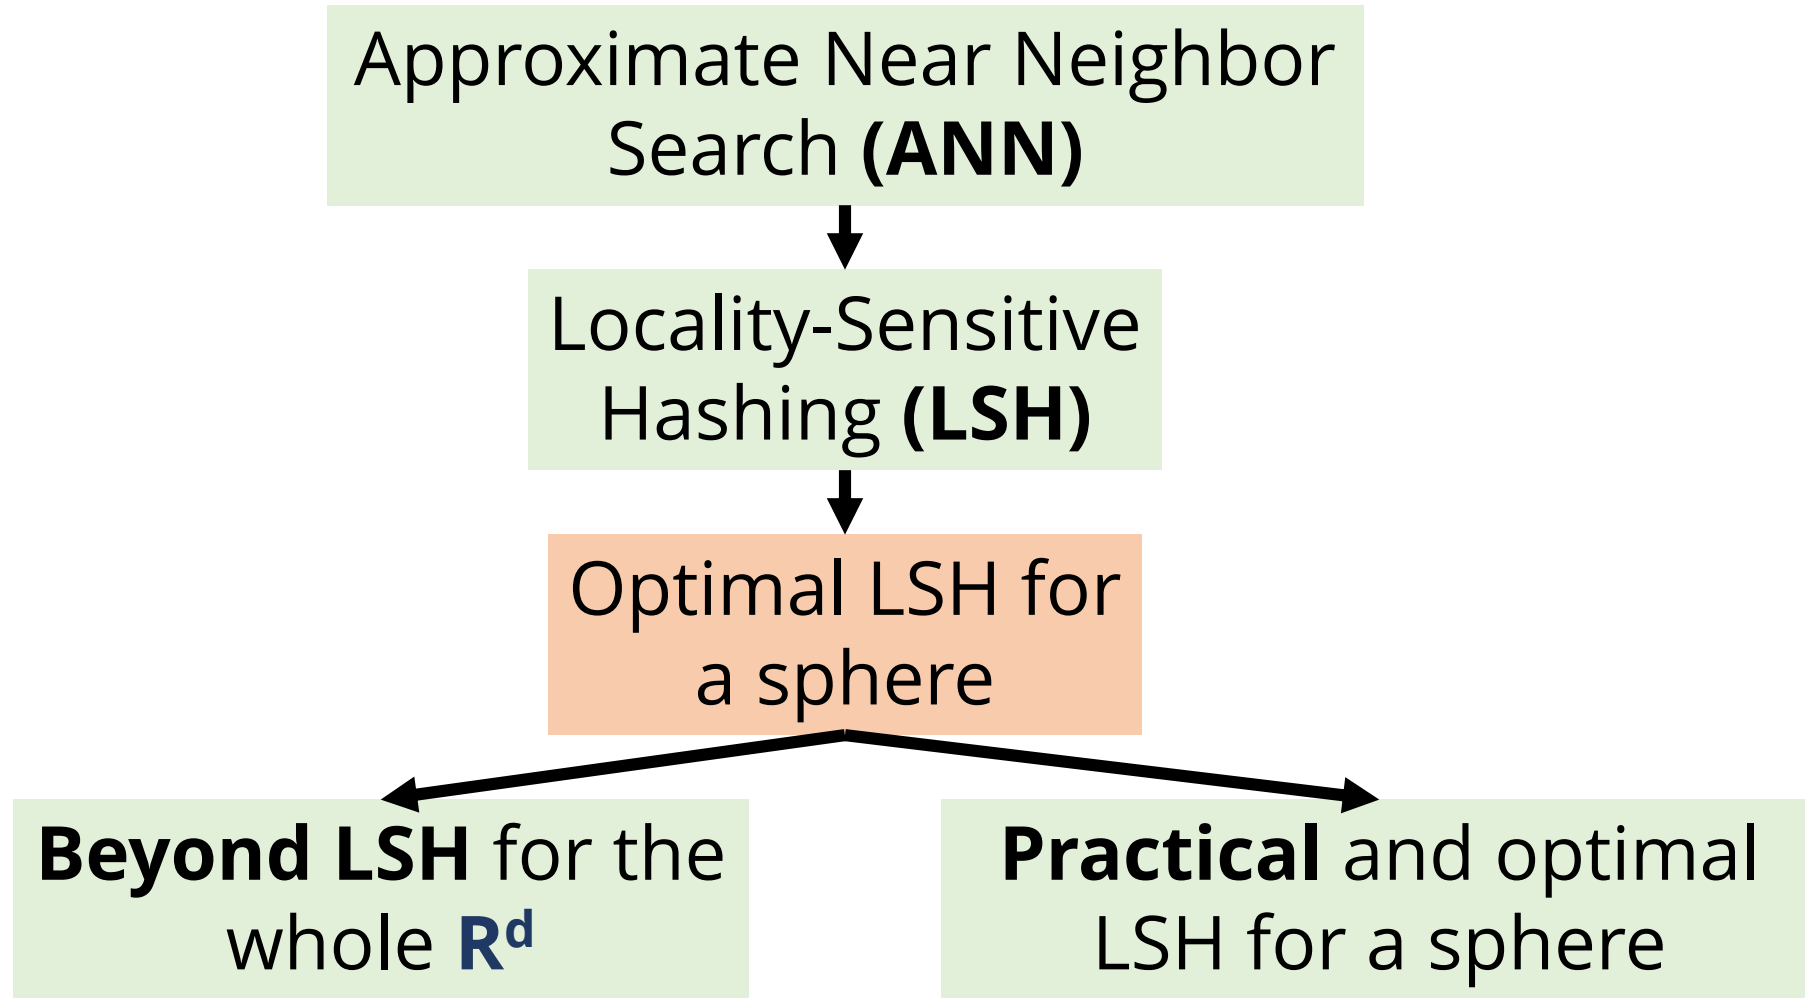 Approximate Near Neighbor
Search (ANN)
Locality-Sensitive
Hashing (LSH)
Optimal LSH for
a sphere
Beyond LSH for the
whole Rᵈ
Practical and optimal
LSH for a sphere